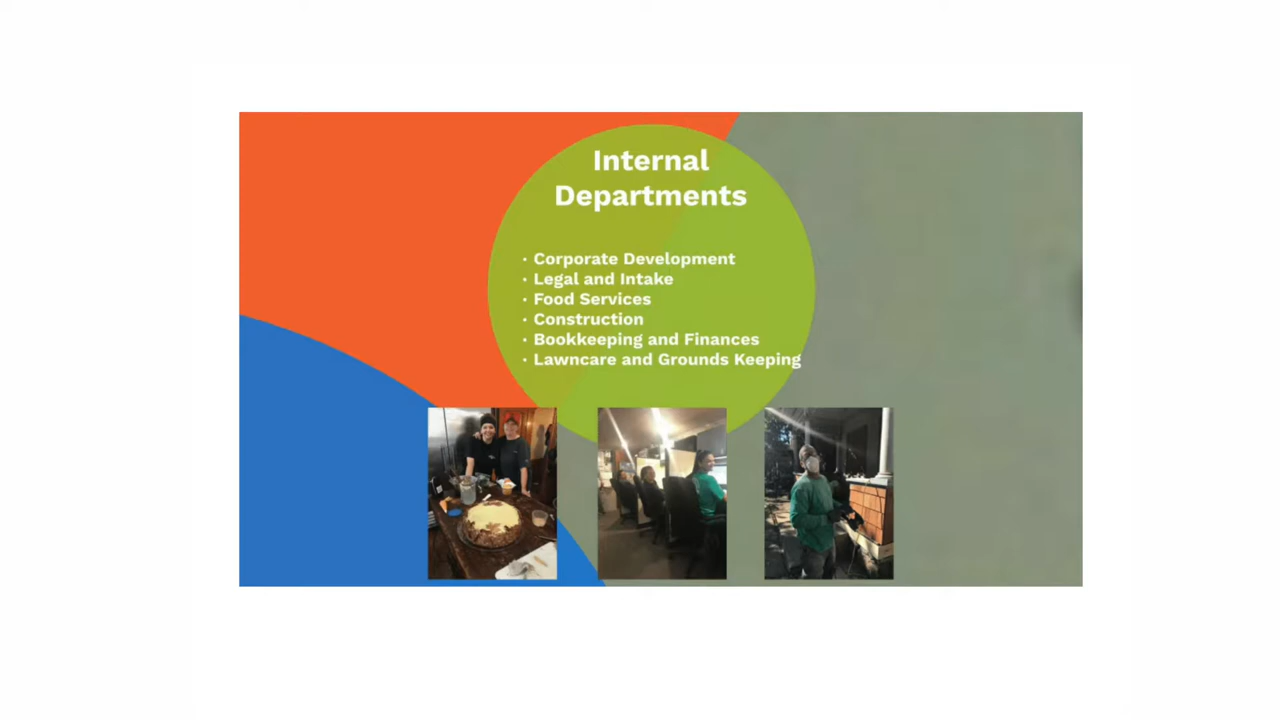 Internal
Departments
· Corporate Development
· Legal and Intake
· Food Services
· Construction
· Bookkeeping and Finances
· Lawncare and Grounds Keeping